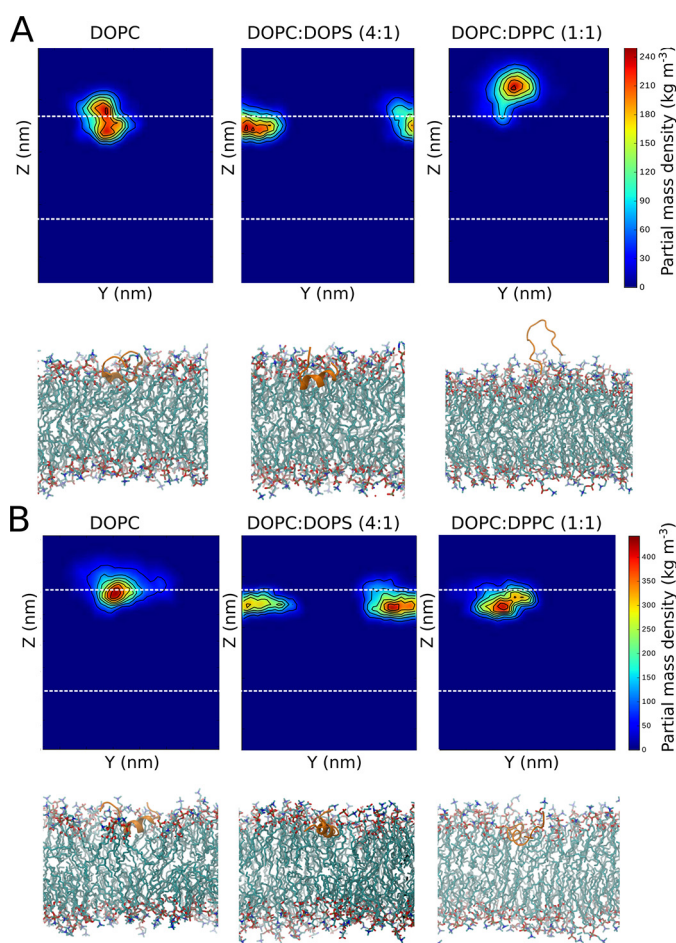 A
DOPC
DOPC:DOPS (4:1)
DOPC:DPPC (1:1)
Z (nm)
Z (nm)
Z (nm)
Y (nm)
Y (nm)
Y (nm)
240
210
180
150
120
90
60
30
0
Partial mass density (kg m-3)
B
DOPC
DOPC:DOPS (4:1)
DOPC:DPPC (1:1)
Z (nm)
Z (nm)
Z (nm)
Y (nm)
Y (nm)
Y (nm)
400
350
300
250
200
150
100
50
0
Partial mass density (kg m-3)